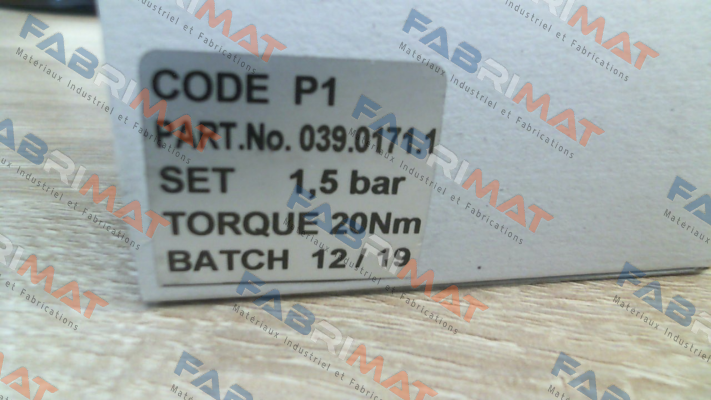 CODE P1
PART.No. 039.0171.1
SET 1,5 bar
TORQUE 20Nm
BATCH 12 / 19
FABRIMAT
Matériaux Industriel et Fabrications